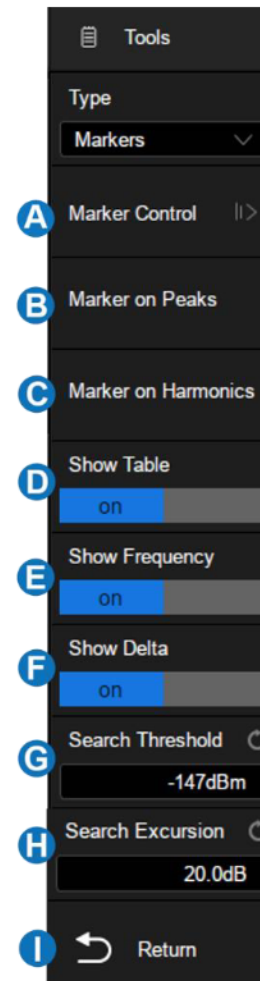 Tools
Type
Markers
A Marker Control
B Marker on Peaks
C Marker on Harmonics
Show Table
D on
Show Frequency
E on
Show Delta
F on
Search Threshold
G -147dBm
Search Excursion
H 20.0dB
I Return